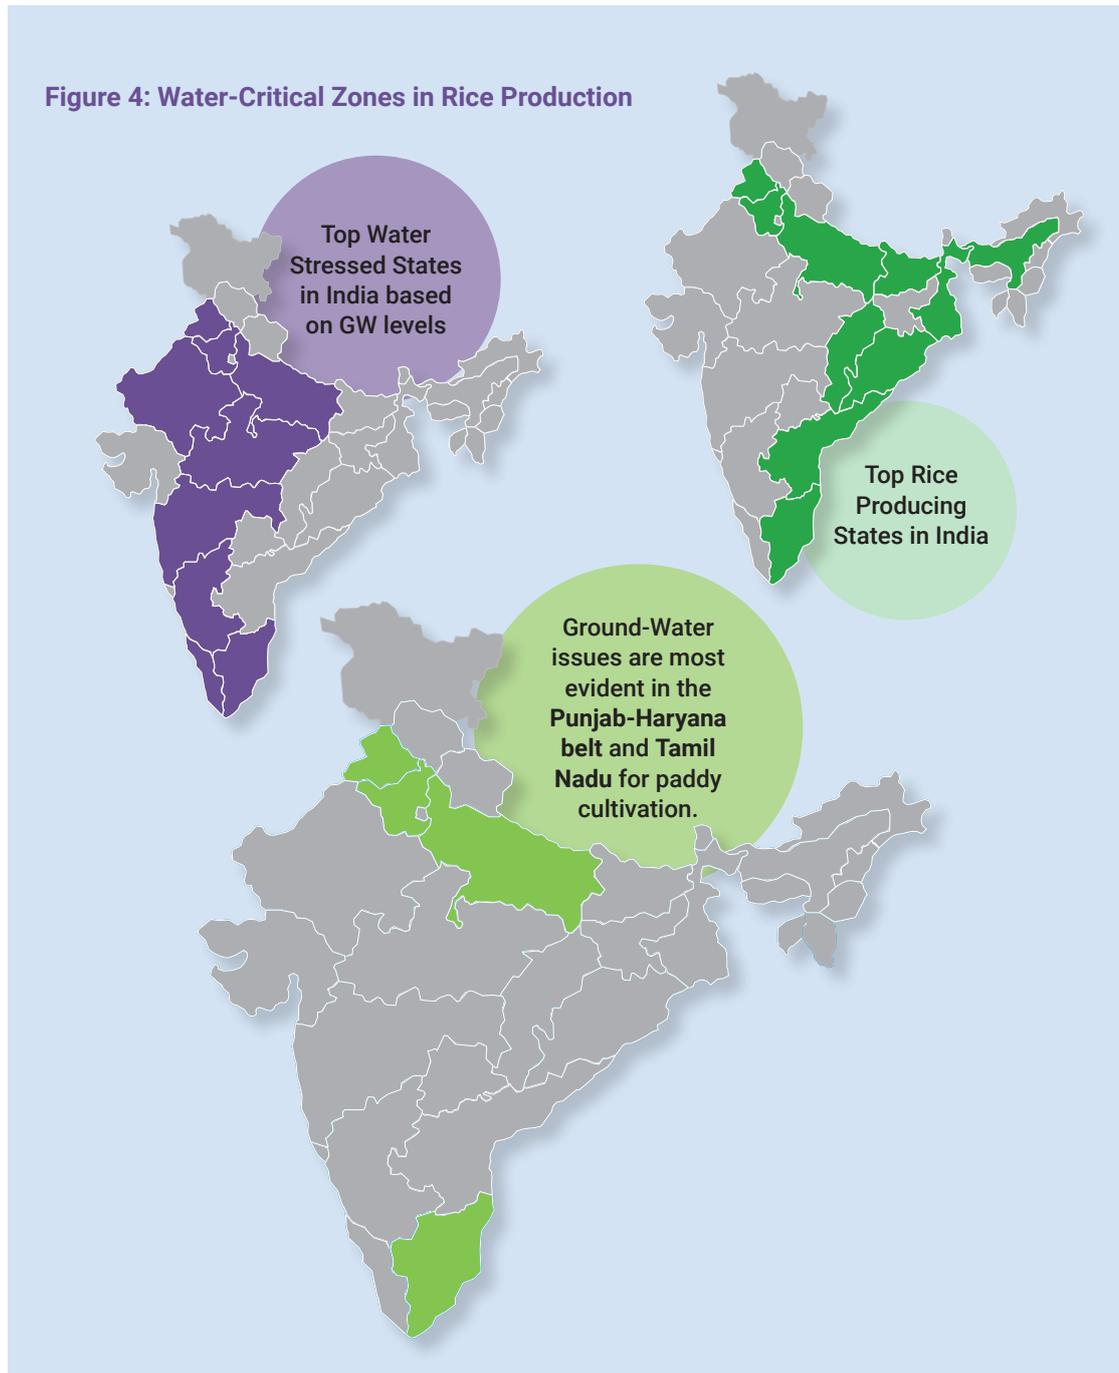 Figure 4: Water-Critical Zones in Rice Production
Top Water
Stressed States
in India based
on GW levels
Top Rice
Producing
States in India
Ground-Water
issues are most
evident in the
Punjab-Haryana
belt and Tamil
Nadu for paddy
cultivation.